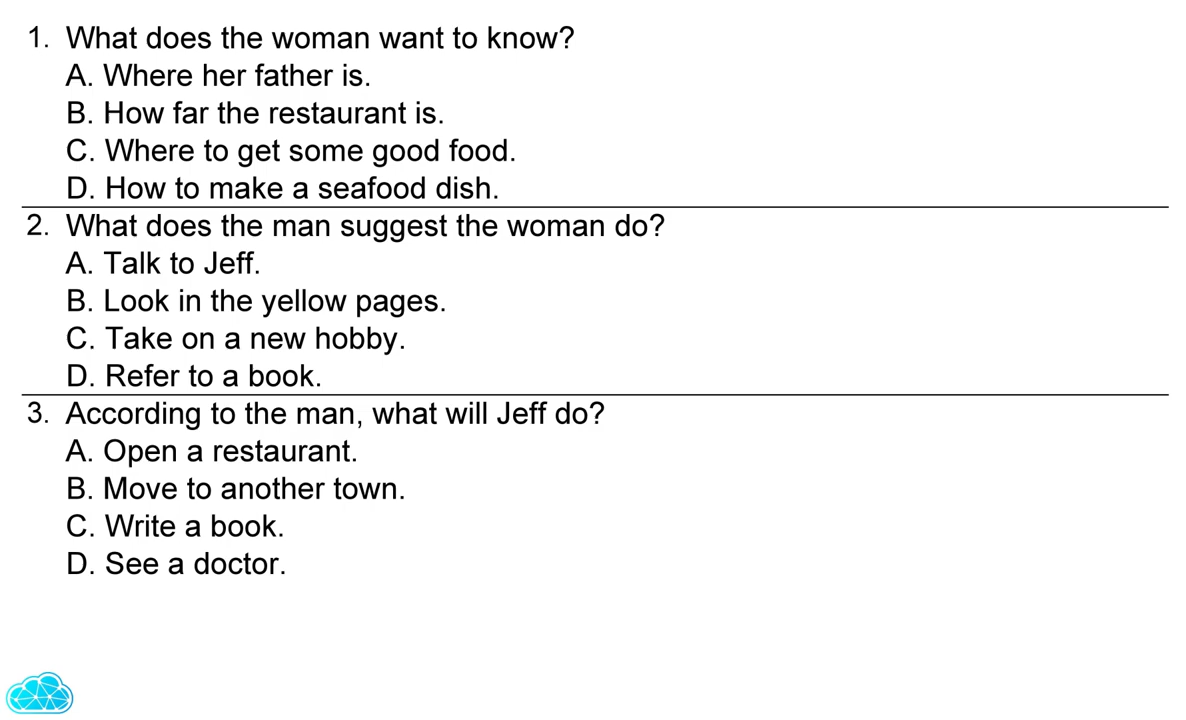 1. What does the woman want to know?
A. Where her father is.
B. How far the restaurant is.
C. Where to get some good food.
D. How to make a seafood dish.
2. What does the man suggest the woman do?
A. Talk to Jeff.
B. Look in the yellow pages.
C. Take on a new hobby.
D. Refer to a book.
3. According to the man, what will Jeff do?
A. Open a restaurant.
B. Move to another town.
C. Write a book.
D. See a doctor.